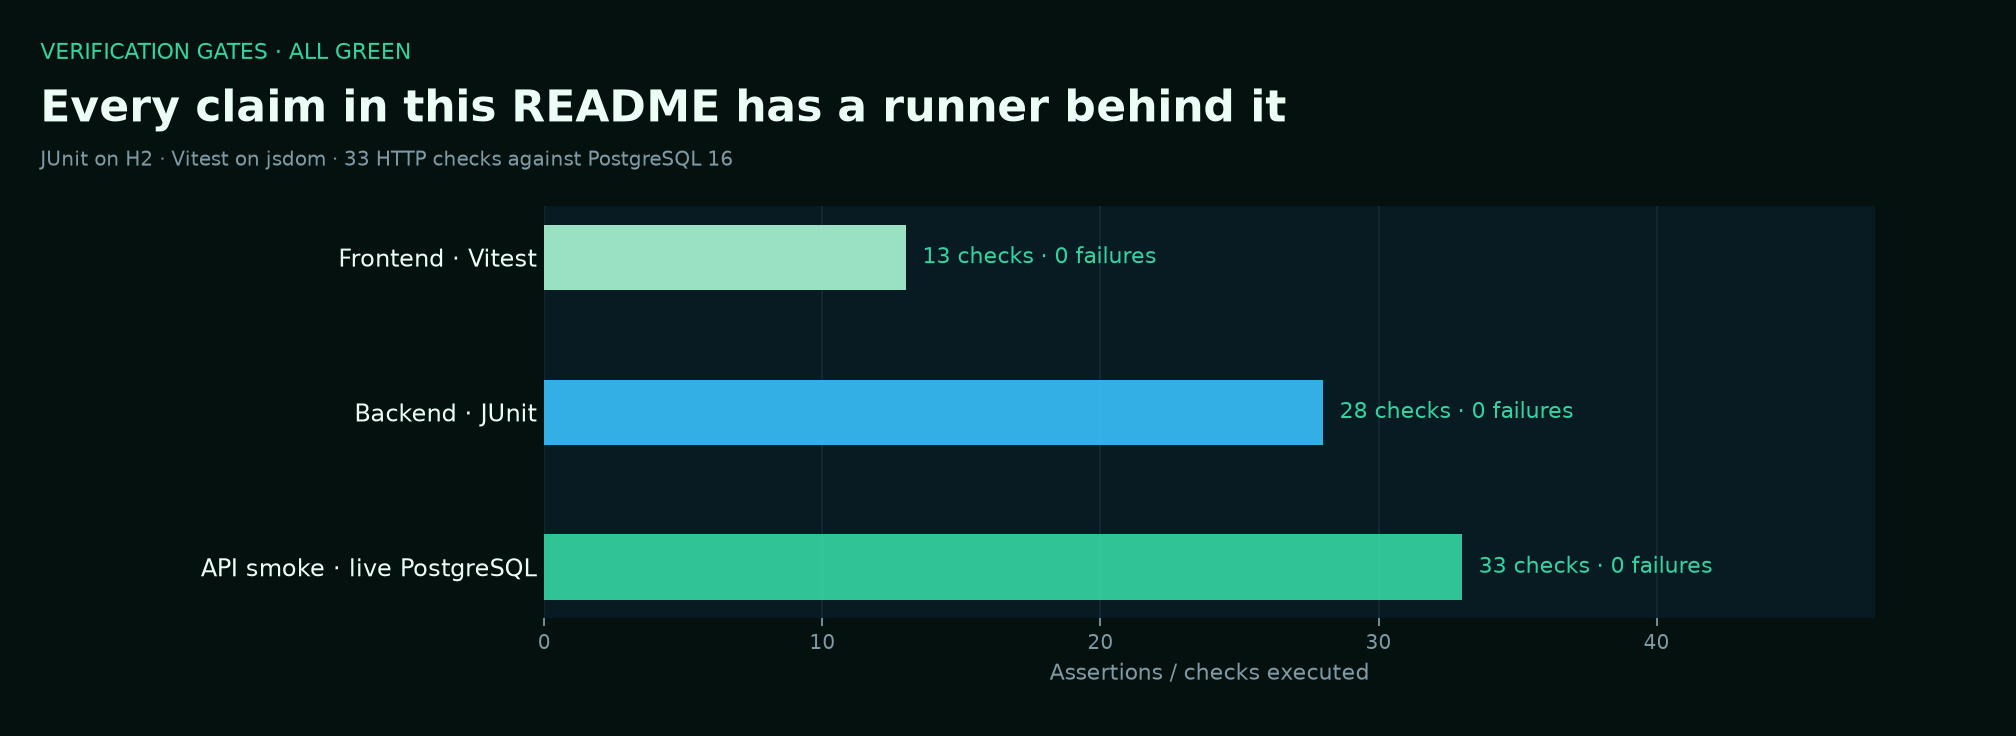 VERIFICATION GATES · ALL GREEN
Every claim in this README has a runner behind it
JUnit on H2 · Vitest on jsdom · 33 HTTP checks against PostgreSQL 16
Frontend · Vitest
13 checks · 0 failures
Backend · JUnit
28 checks · 0 failures
API smoke · live PostgreSQL
33 checks · 0 failures
0 10 20 30 40
Assertions / checks executed